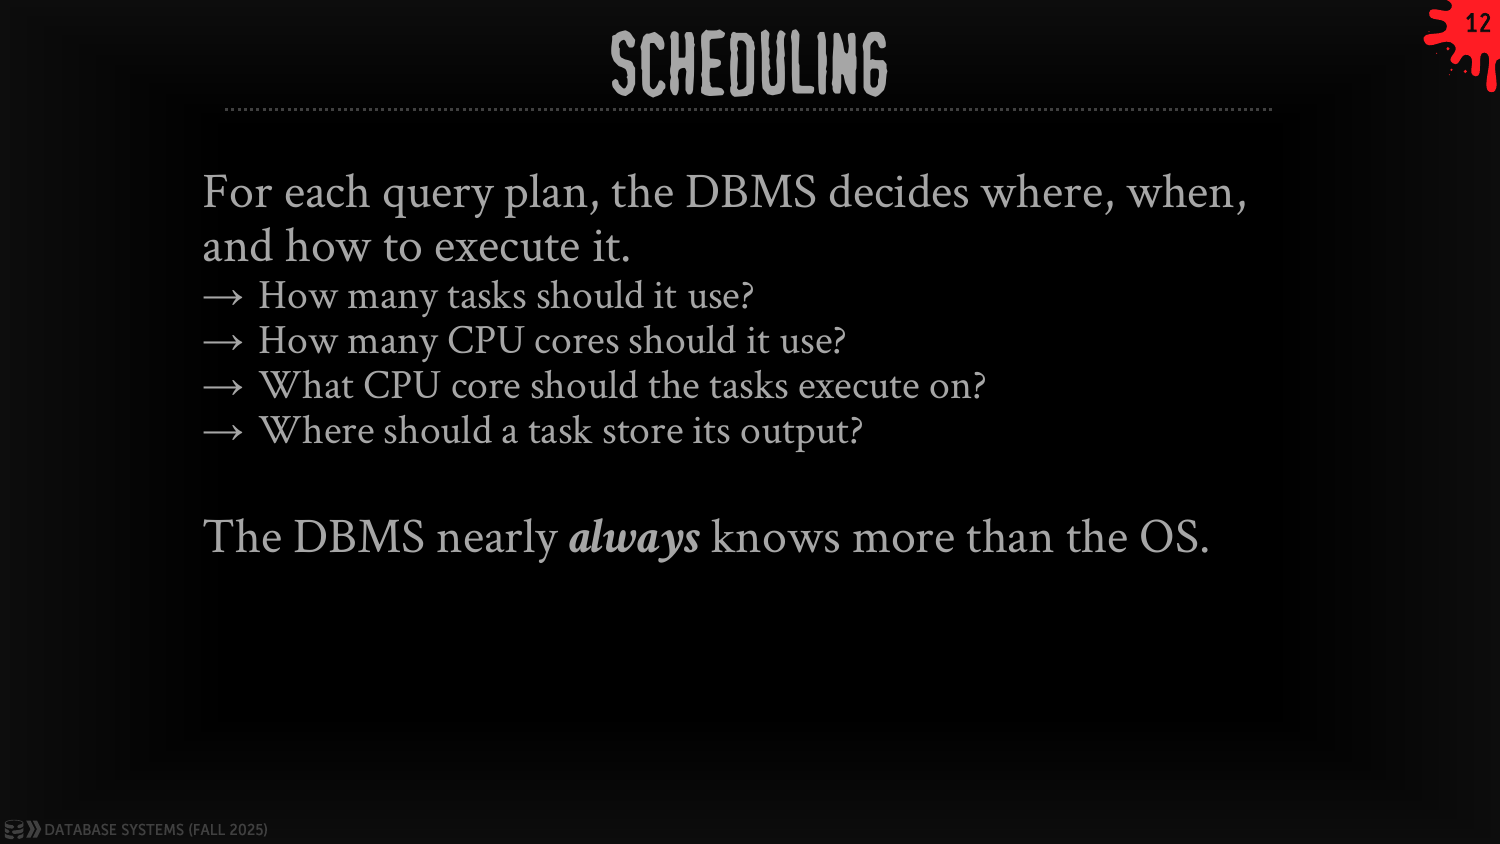 SCHEDULING
12
For each query plan, the DBMS decides where, when,
and how to execute it.
→ How many tasks should it use?
→ How many CPU cores should it use?
→ What CPU core should the tasks execute on?
→ Where should a task store its output?
The DBMS nearly always knows more than the OS.
DATABASE SYSTEMS (FALL 2025)